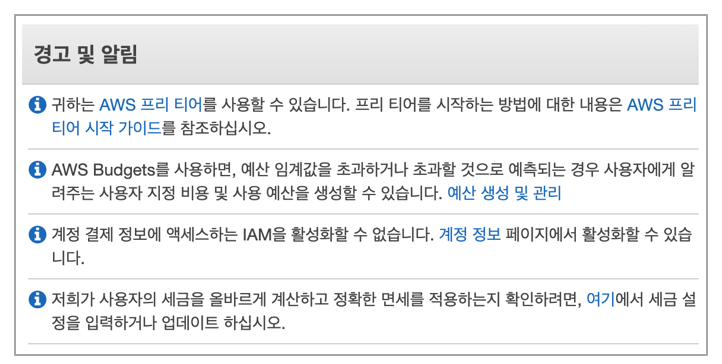 경고 및 알림
귀하는 AWS 프리 티어를 사용할 수 있습니다. 프리 티어를 시작하는 방법에 대한 내용은 AWS 프리
티어 시작 가이드를 참조하십시오.
AWS Budgets를 사용하면, 예산 임계값을 초과하거나 초과할 것으로 예측되는 경우 사용자에게 알
려주는 사용자 지정 비용 및 사용 예산을 생성할 수 있습니다. 예산 생성 및 관리
계정 결제 정보에 액세스하는 IAM을 활성화할 수 없습니다. 계정 정보 페이지에서 활성화할 수 있습
니다.
저희가 사용자의 세금을 올바르게 계산하고 정확한 면세를 적용하는지 확인하려면, 여기에서 세금 설
정을 입력하거나 업데이트 하십시오.